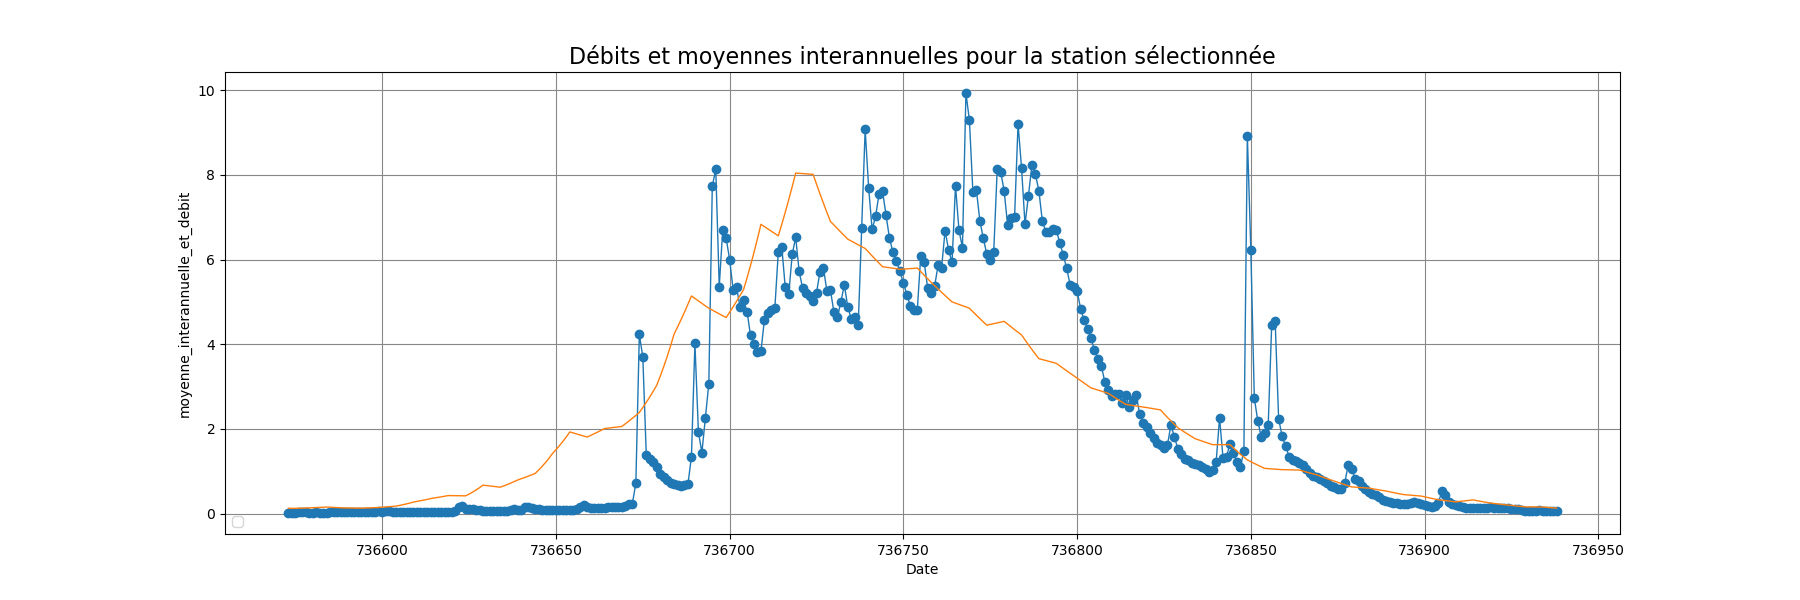 Débits et moyennes interannuelles pour la station sélectionnée
moyenne_interannuelle_et_debit
10
8
6
4
2
0
736600 736650 736700 736750 736800 736850 736900 736950
Date